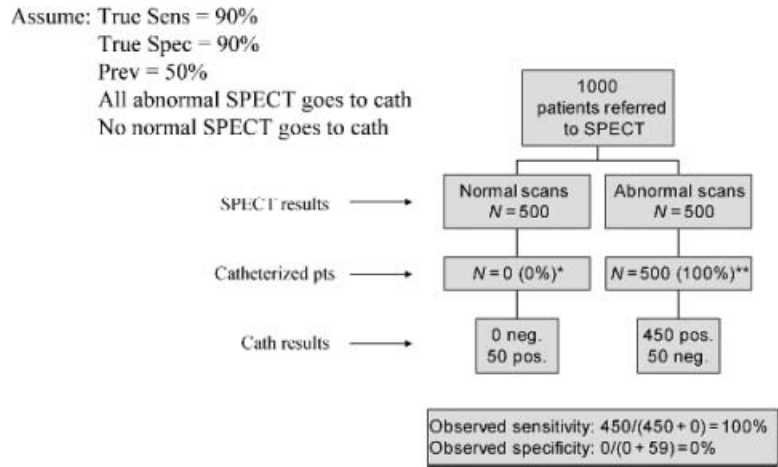 Assume: True Sens = 90%
True Spec = 90%
Prev = 50%
All abnormal SPECT goes to cath
No normal SPECT goes to cath
1000
patients referred
to SPECT
SPECT results
Normal scans
N = 500
Abnormal scans
N = 500
Catheterized pts
N = 0 (0%)*
N = 500 (100%)**
Cath results
0 neg.
50 pos.
450 pos.
50 neg.
Observed sensitivity: 450/(450 + 0) = 100%
Observed specificity: 0/(0 + 59) = 0%